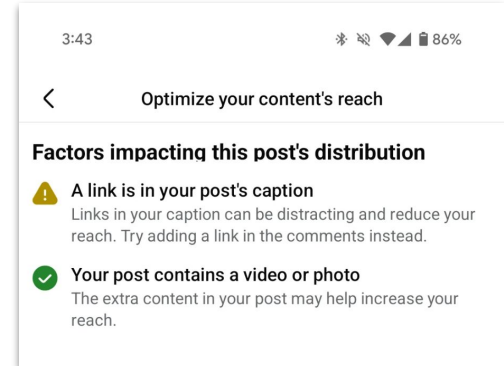 3:43 86%
Optimize your content's reach
Factors impacting this post's distribution
A link is in your post's caption
Links in your caption can be distracting and reduce your
reach. Try adding a link in the comments instead.
Your post contains a video or photo
The extra content in your post may help increase your
reach.